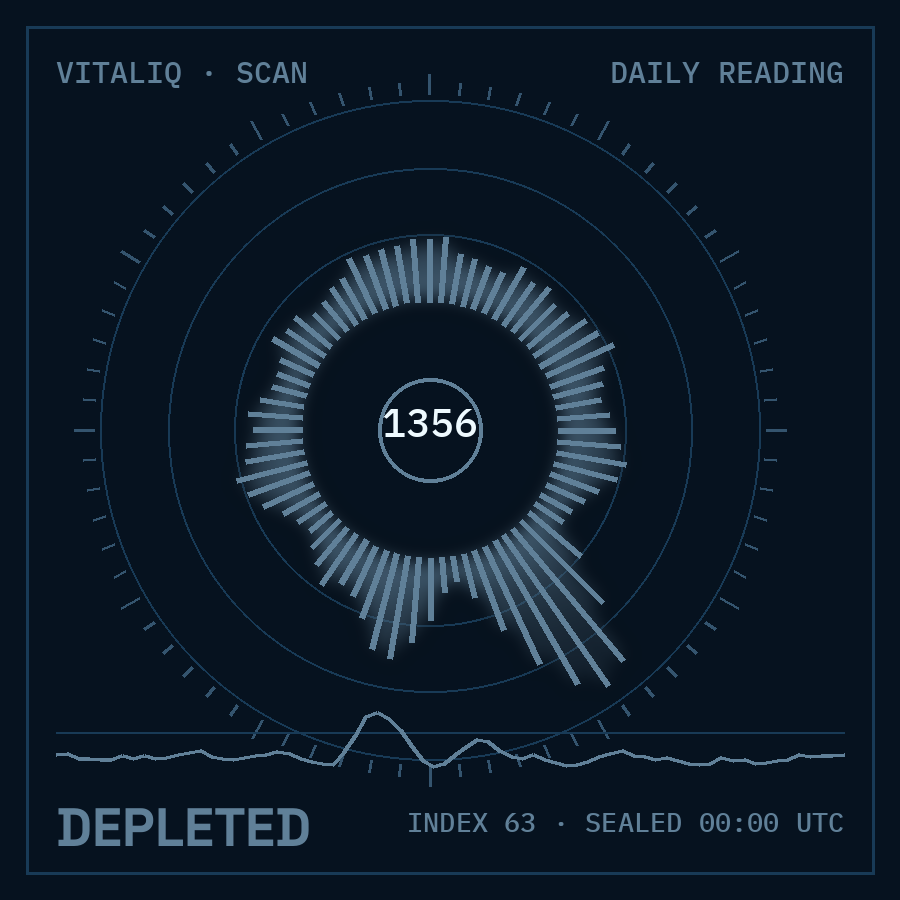 VITALIQ · SCAN
DAILY READING
1356
DEPLETED
INDEX 63 · SEALED 00:00 UTC